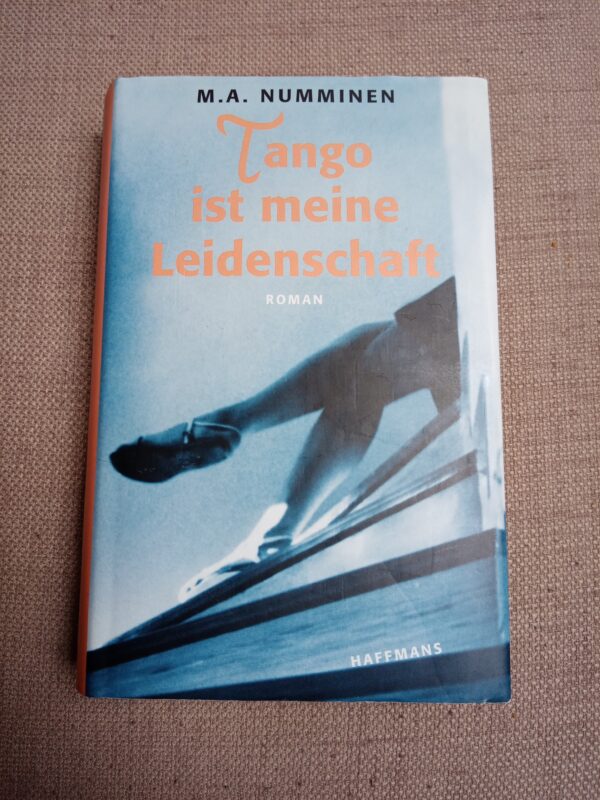 M.A. NUMMINEN
Tango
ist meine
Leidenschaft
ROMAN
HAFFMANS